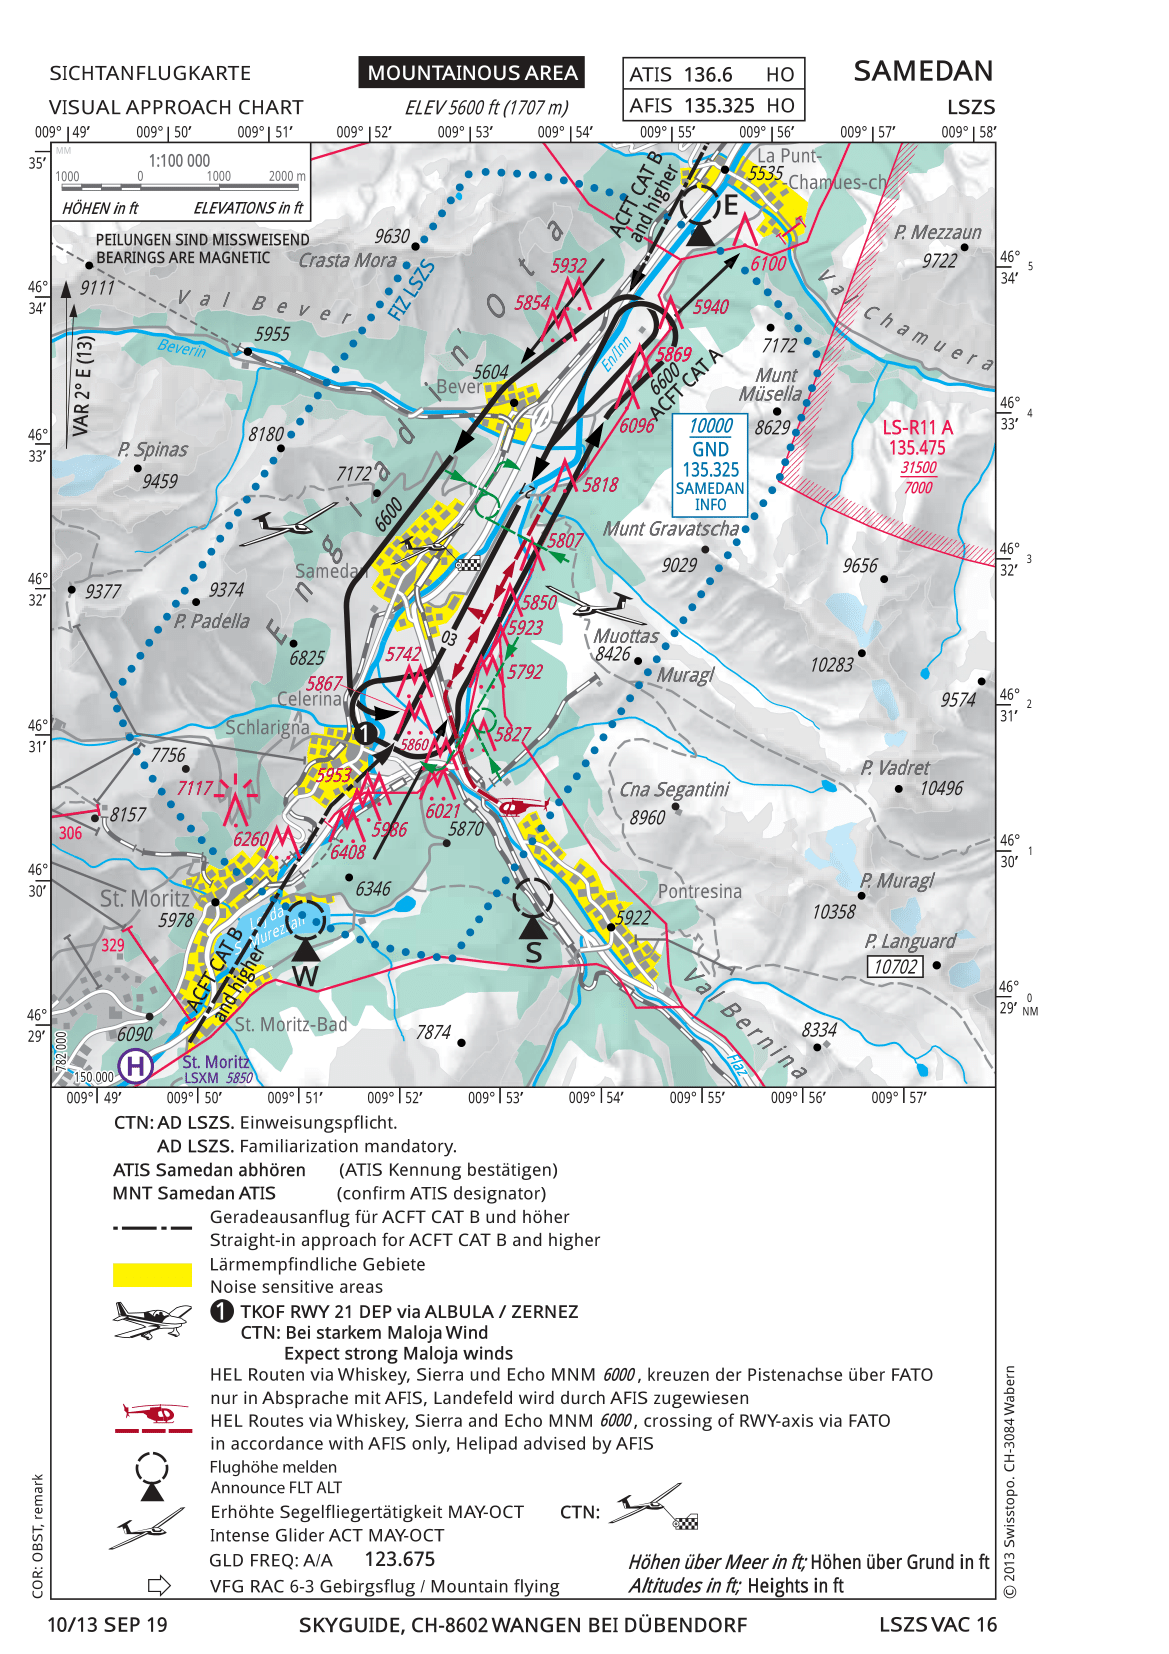 SICHTANFLUGKARTE
MOUNTAINOUS AREA
ATIS 136.6 HO
SAMEDAN
VISUAL APPROACH CHART
ELEV 5600 ft (1707 m)
AFIS 135.325 HO
LSZS
009° 49′ 009° 50′ 009° 51′ 009° 52′ 009° 53′ 009° 54′ 009° 55′ 009° 56′ 009° 57′ 009° 58′
35′
MM
1:100 000
1000 0 1000 2000 m
HÖHEN in ft ELEVATIONS in ft
PEILUNGEN SIND MISSWEISEND
BEARINGS ARE MAGNETIC
ACFT CAT B
and higher
La Punt-
-Chamues-ch
5535
E
9630
Crasta Mora
9111
Val Bever
FIZ LSZS
5932
5854
6100
P. Mezzaun
9722
46°
34′
5
Val Chamuera
VAR 2° E (13)
5955
Beverin
5940
En/Inn
5869
6600
ACFT CAT A
7172
Munt
Müsella
8629
5604
Bever
6096
46°
33′
4
P. Spinas
9459
8180
7172
6600
10000
GND
135.325
SAMEDAN
INFO
LS-R11 A
135.475
31500
7000
5818
21
Engiadin'Ota
Munt Gravatscha
9029
5807
46°
32′
3
9656
Samedan
9377
9374
P. Padella
6825
5850
5923
03
5792
5742
5867
Muottas
8426
Muragl
10283
9574
46°
31′
2
Celerina
Schlarigna
1
5860
5827
7756
7117
5953
6021
5986
6408
6260
8157
306
5870
6346
Cna Segantini
8960
P. Vadret
10496
46°
30′
1
St. Moritz
5978
329
W
S
5922
Pontresina
P. Muragl
10358
P. Languard
10702
ACFT CAT B
and higher
St. Moritz-Bad
6090
7874
Val Bernina
8334
Flaz
46°
29′
0
NM
782 000
150 000
H
St. Moritz
LSXM 5850
009° 49′ 009° 50′ 009° 51′ 009° 52′ 009° 53′ 009° 54′ 009° 55′ 009° 56′ 009° 57′
CTN: AD LSZS. Einweisungspflicht.
AD LSZS. Familiarization mandatory.
ATIS Samedan abhören (ATIS Kennung bestätigen)
MNT Samedan ATIS (confirm ATIS designator)
Geradeausanflug für ACFT CAT B und höher
Straight-in approach for ACFT CAT B and higher
Lärmempfindliche Gebiete
Noise sensitive areas
1 TKOF RWY 21 DEP via ALBULA / ZERNEZ
CTN: Bei starkem Maloja Wind
Expect strong Maloja winds
HEL Routen via Whiskey, Sierra und Echo MNM 6000, kreuzen der Pistenachse über FATO
nur in Absprache mit AFIS, Landefeld wird durch AFIS zugewiesen
HEL Routes via Whiskey, Sierra and Echo MNM 6000, crossing of RWY-axis via FATO
in accordance with AFIS only, Helipad advised by AFIS
Flughöhe melden
Announce FLT ALT
Erhöhte Segelfliegertätigkeit MAY-OCT CTN:
Intense Glider ACT MAY-OCT
GLD FREQ: A/A 123.675
Höhen über Meer in ft; Höhen über Grund in ft
VFG RAC 6-3 Gebirgsflug / Mountain flying
Altitudes in ft; Heights in ft
COR: OBST, remark
© 2013 Swisstopo. CH-3084 Wabern
10/13 SEP 19
SKYGUIDE, CH-8602 WANGEN BEI DÜBENDORF
LSZS VAC 16